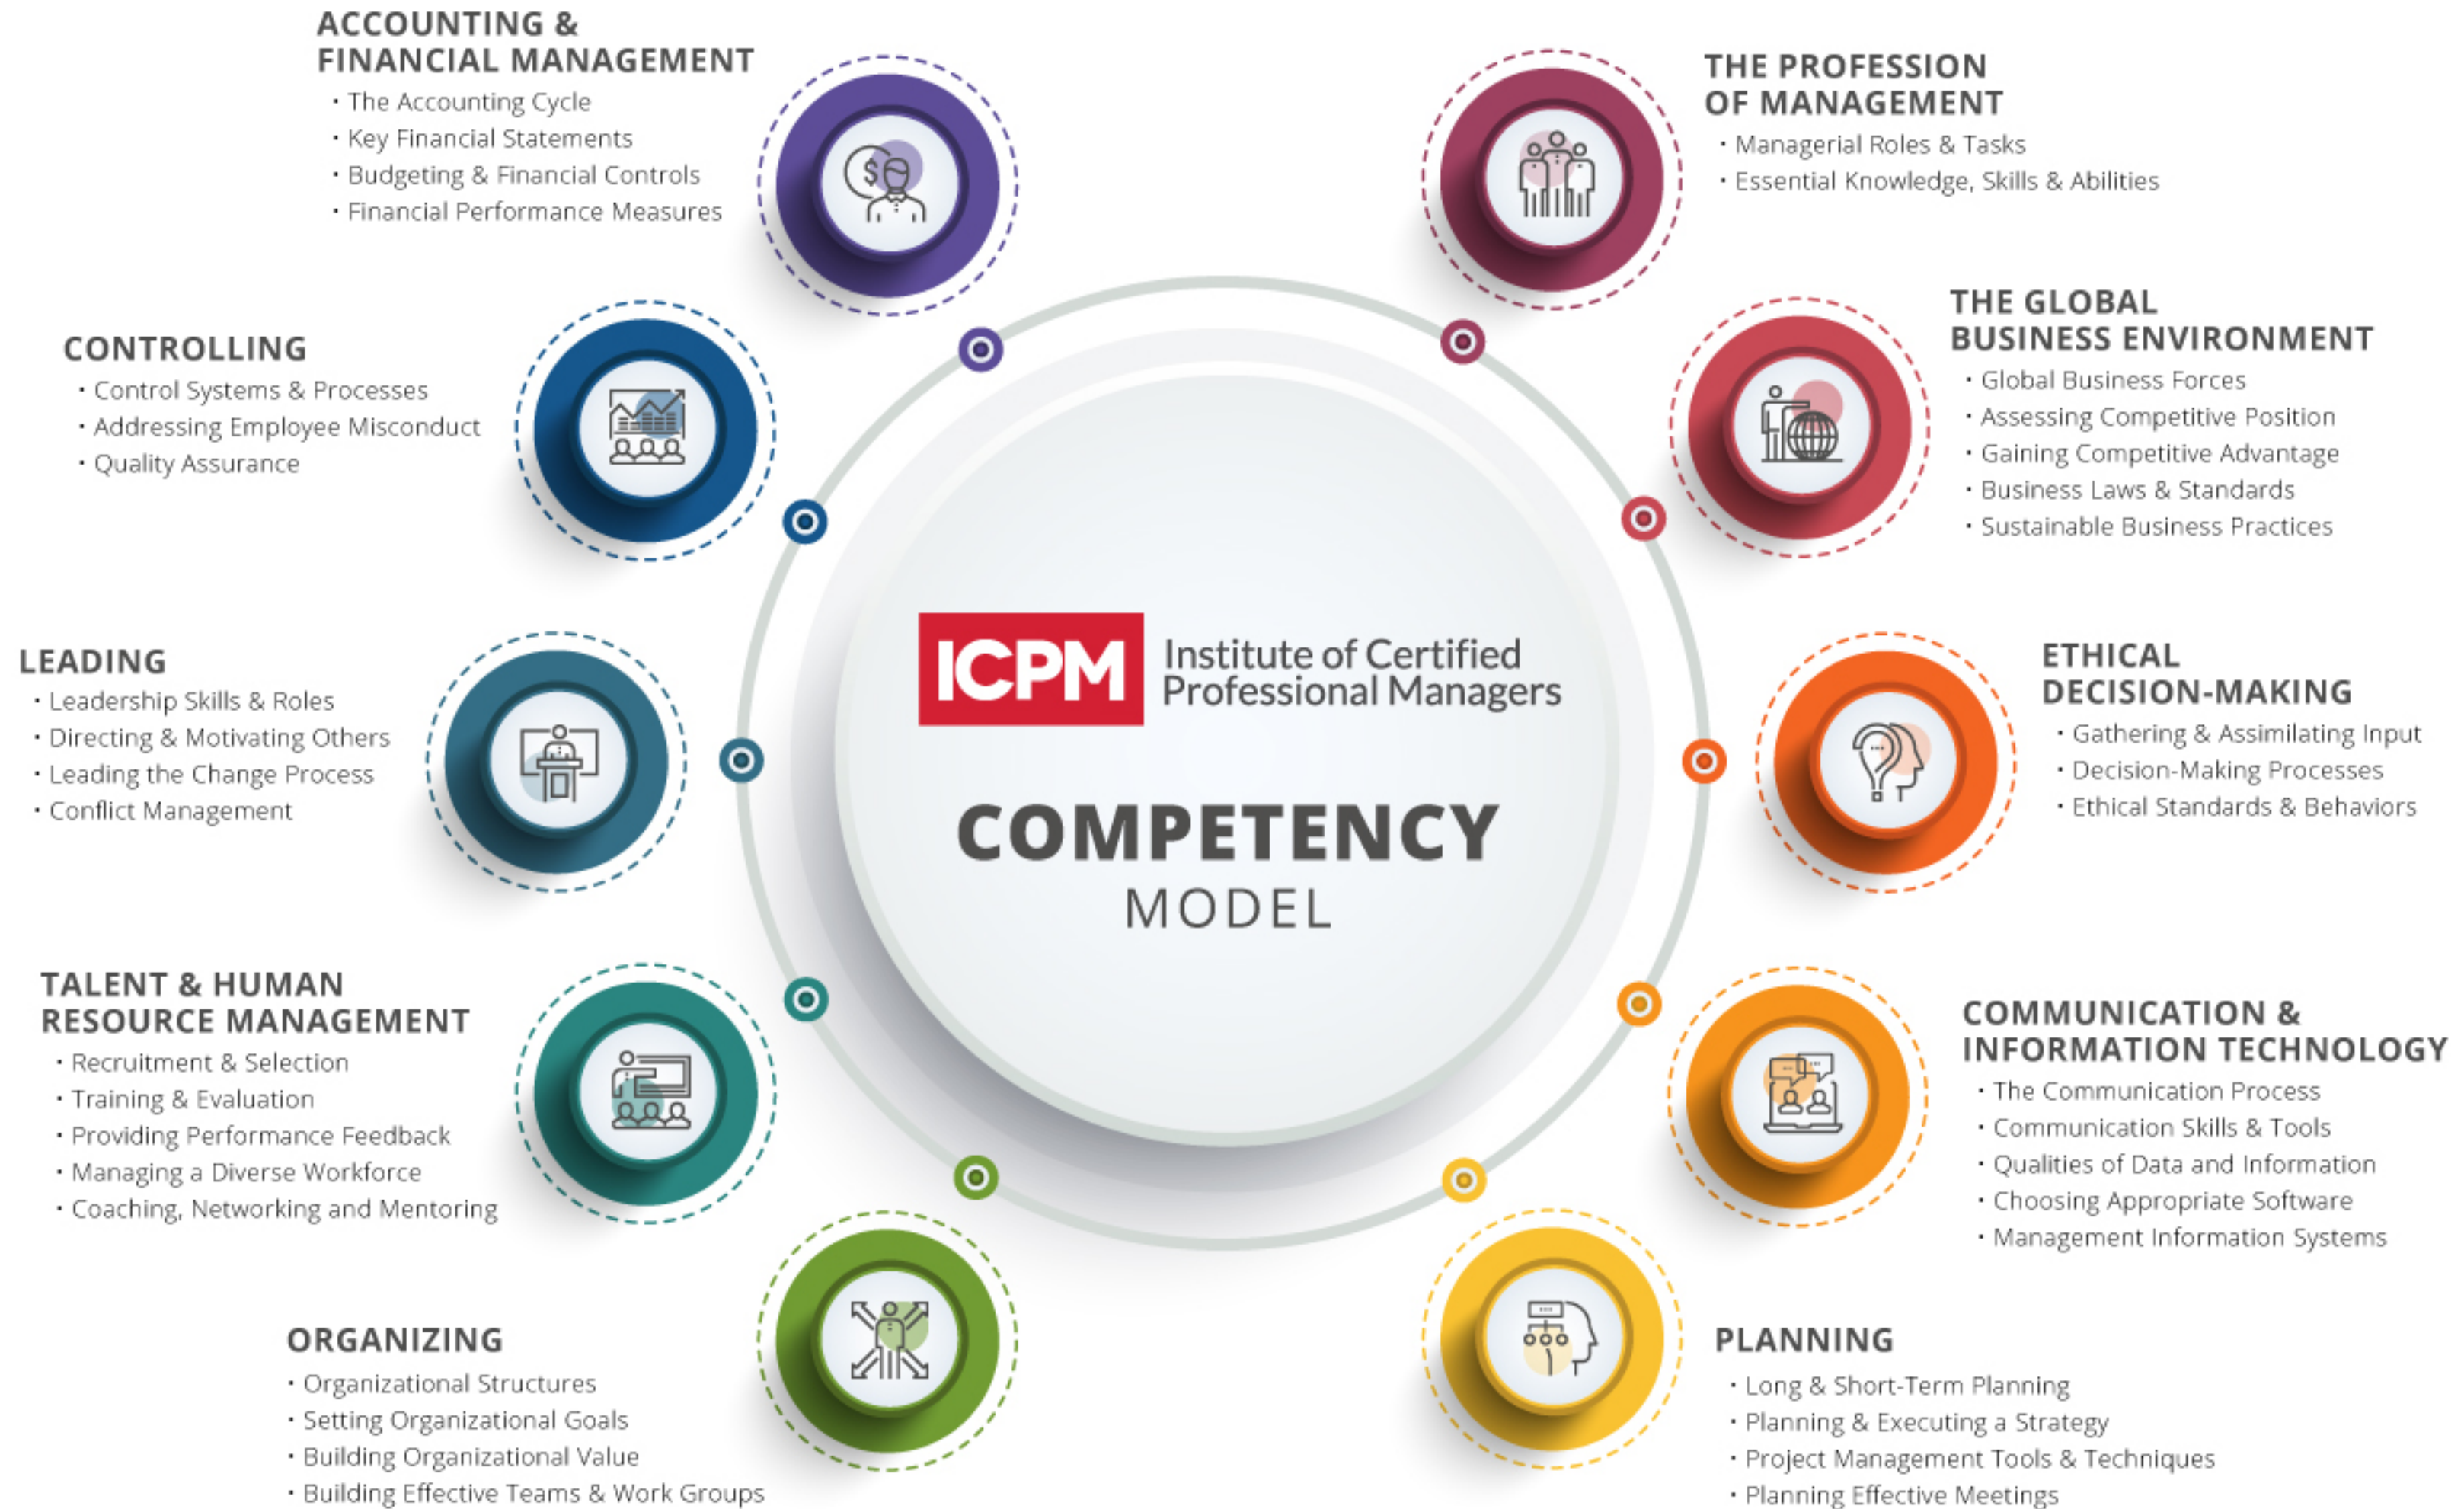 ACCOUNTING &
FINANCIAL MANAGEMENT
· The Accounting Cycle
· Key Financial Statements
· Budgeting & Financial Controls
· Financial Performance Measures
THE PROFESSION
OF MANAGEMENT
· Managerial Roles & Tasks
· Essential Knowledge, Skills & Abilities
CONTROLLING
· Control Systems & Processes
· Addressing Employee Misconduct
· Quality Assurance
THE GLOBAL
BUSINESS ENVIRONMENT
· Global Business Forces
· Assessing Competitive Position
· Gaining Competitive Advantage
· Business Laws & Standards
· Sustainable Business Practices
LEADING
· Leadership Skills & Roles
· Directing & Motivating Others
· Leading the Change Process
· Conflict Management
ICPM
Institute of Certified
Professional Managers
COMPETENCY
MODEL
ETHICAL
DECISION-MAKING
· Gathering & Assimilating Input
· Decision-Making Processes
· Ethical Standards & Behaviors
TALENT & HUMAN
RESOURCE MANAGEMENT
· Recruitment & Selection
· Training & Evaluation
· Providing Performance Feedback
· Managing a Diverse Workforce
· Coaching, Networking and Mentoring
COMMUNICATION &
INFORMATION TECHNOLOGY
· The Communication Process
· Communication Skills & Tools
· Qualities of Data and Information
· Choosing Appropriate Software
· Management Information Systems
ORGANIZING
· Organizational Structures
· Setting Organizational Goals
· Building Organizational Value
· Building Effective Teams & Work Groups
PLANNING
· Long & Short-Term Planning
· Planning & Executing a Strategy
· Project Management Tools & Techniques
· Planning Effective Meetings
$